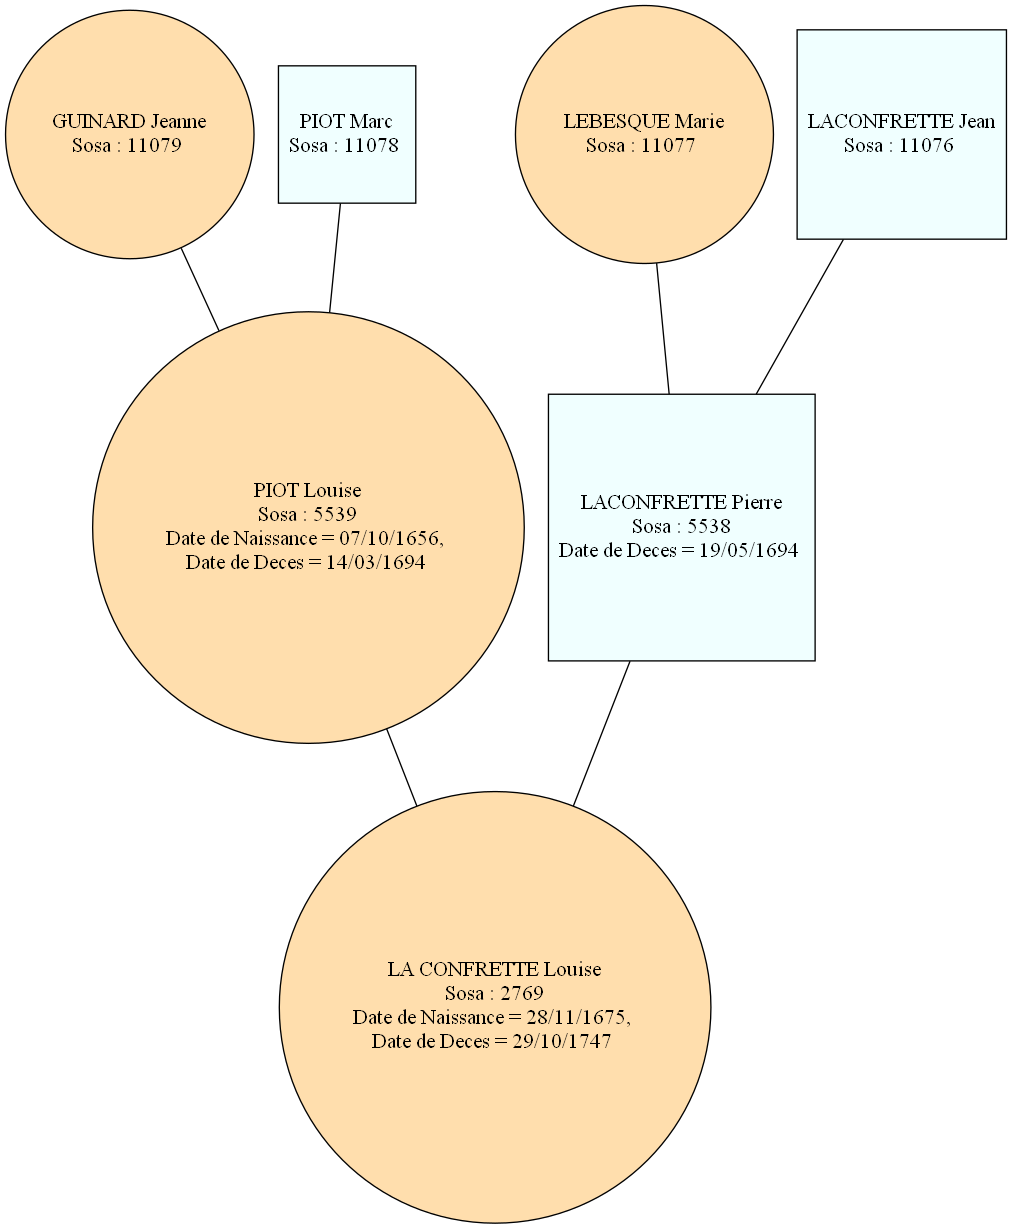 GUINARD Jeanne
Sosa : 11079
PIOT Marc
Sosa : 11078
LEBESQUE Marie
Sosa : 11077
LACONFRETTE Jean
Sosa : 11076
PIOT Louise
Sosa : 5539
Date de Naissance = 07/10/1656,
Date de Deces = 14/03/1694
LACONFRETTE Pierre
Sosa : 5538
Date de Deces = 19/05/1694
LA CONFRETTE Louise
Sosa : 2769
Date de Naissance = 28/11/1675,
Date de Deces = 29/10/1747